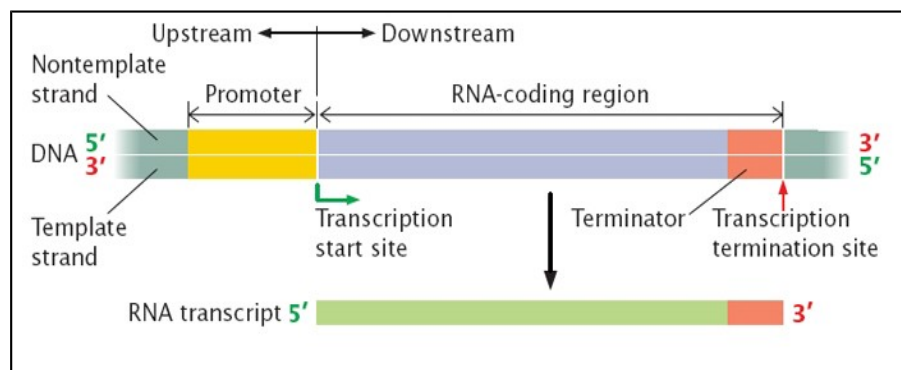 Upstream
Downstream
Nontemplate
strand
Promoter
RNA-coding region
DNA
5′
3′
3′
5′
Template
strand
Transcription
start site
Terminator
Transcription
termination site
RNA transcript 5′
3′